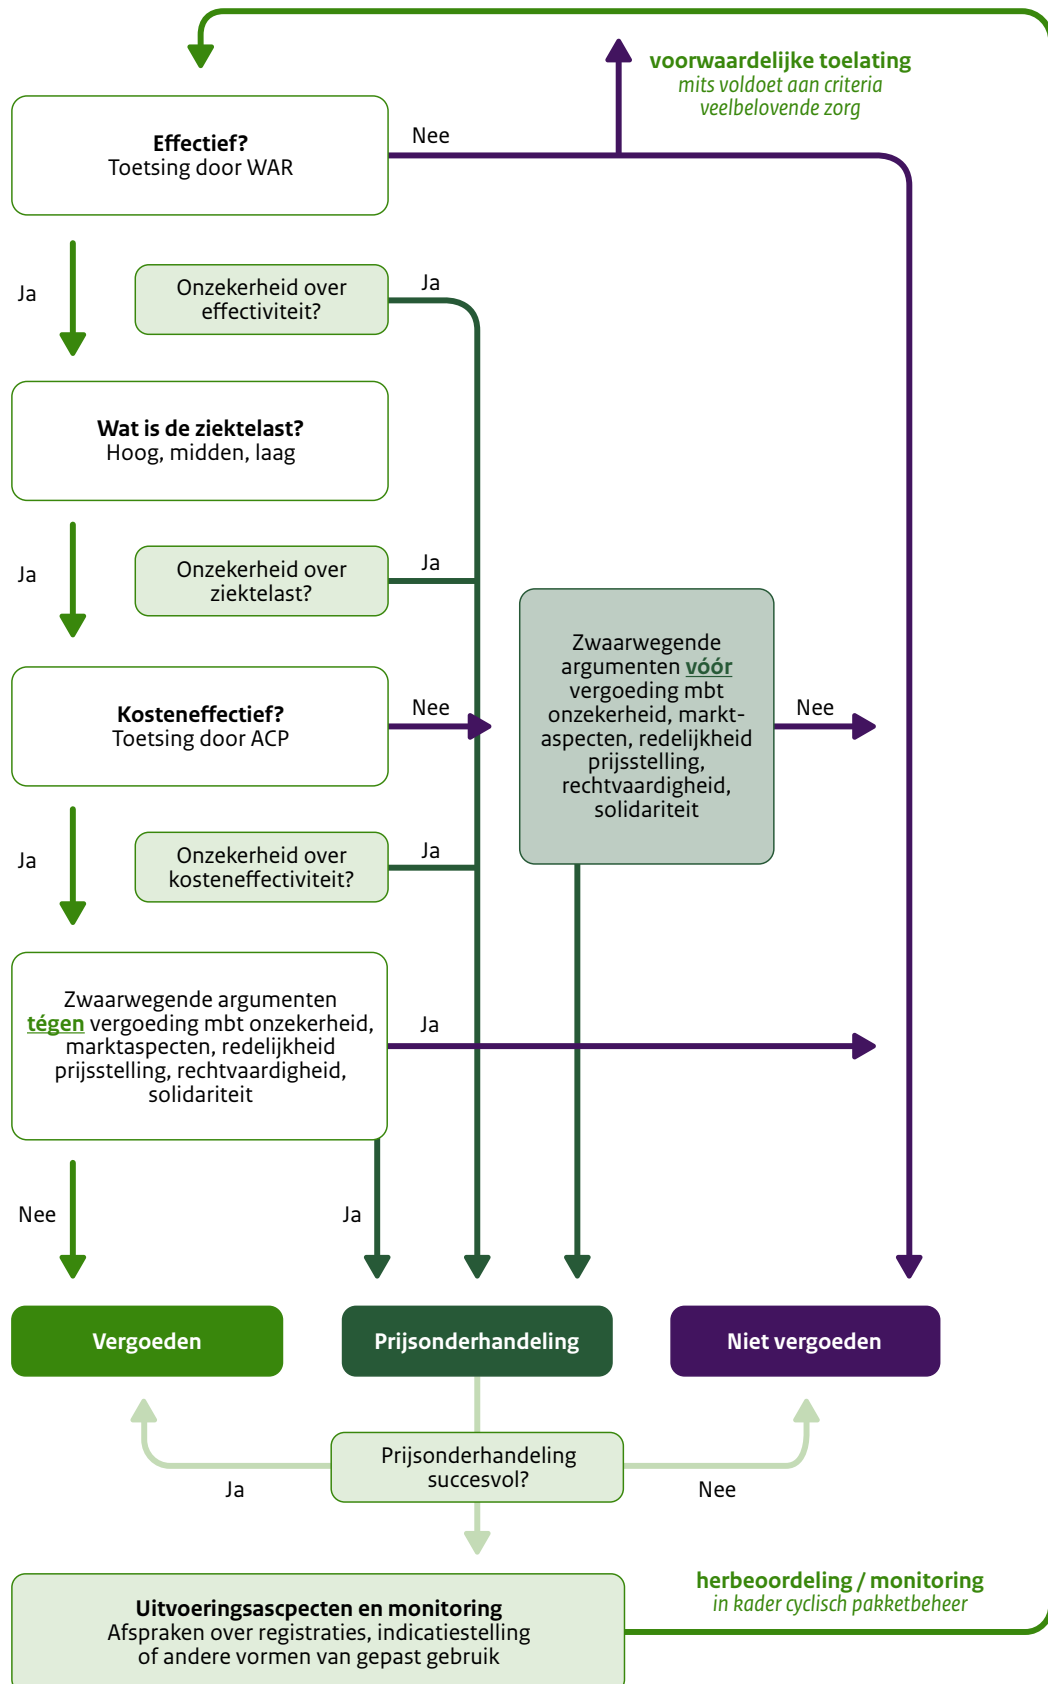 voorwaardelijke toelating
mits voldoet aan criteria
veelbelovende zorg
Effectief?
Toetsing door WAR
Nee
Ja
Onzekerheid over
effectiviteit?
Ja
Wat is de ziektelast?
Hoog, midden, laag
Ja
Onzekerheid over
ziektelast?
Ja
Kosteneffectief?
Toetsing door ACP
Nee
Zwaarwegende
argumenten vóór
vergoeding mbt
onzekerheid, markt-
aspecten, redelijkheid
prijsstelling,
rechtvaardigheid,
solidariteit
Nee
Ja
Onzekerheid over
kosteneffectiviteit?
Ja
Zwaarwegende argumenten
tégen vergoeding mbt onzekerheid,
marktaspecten, redelijkheid
prijsstelling, rechtvaardigheid,
solidariteit
Ja
Nee
Ja
Vergoeden
Prijsonderhandeling
Niet vergoeden
Prijsonderhandeling
succesvol?
Ja
Nee
Uitvoeringsascpecten en monitoring
Afspraken over registraties, indicatiestelling
of andere vormen van gepast gebruik
herbeoordeling / monitoring
in kader cyclisch pakketbeheer